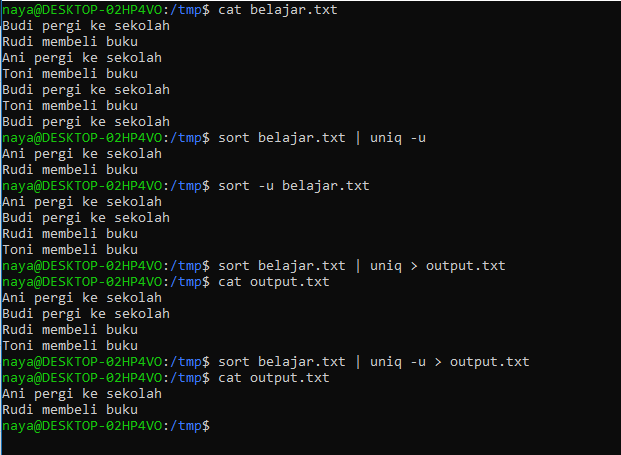 naya@DESKTOP-02HP4VO:/tmp$ cat belajar.txt
Budi pergi ke sekolah
Rudi membeli buku
Ani pergi ke sekolah
Toni membeli buku
Budi pergi ke sekolah
Toni membeli buku
Budi pergi ke sekolah
naya@DESKTOP-02HP4VO:/tmp$ sort belajar.txt | uniq -u
Ani pergi ke sekolah
Rudi membeli buku
naya@DESKTOP-02HP4VO:/tmp$ sort -u belajar.txt
Ani pergi ke sekolah
Budi pergi ke sekolah
Rudi membeli buku
Toni membeli buku
naya@DESKTOP-02HP4VO:/tmp$ sort belajar.txt | uniq > output.txt
naya@DESKTOP-02HP4VO:/tmp$ cat output.txt
Ani pergi ke sekolah
Budi pergi ke sekolah
Rudi membeli buku
Toni membeli buku
naya@DESKTOP-02HP4VO:/tmp$ sort belajar.txt | uniq -u > output.txt
naya@DESKTOP-02HP4VO:/tmp$ cat output.txt
Ani pergi ke sekolah
Rudi membeli buku
naya@DESKTOP-02HP4VO:/tmp$